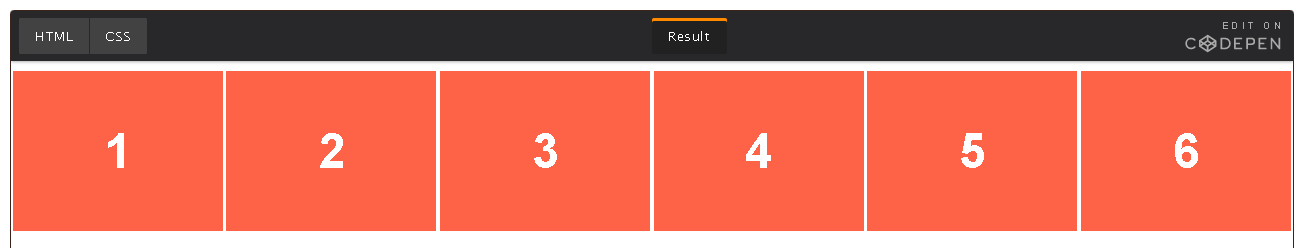 HTML CSS Result EDIT ON
CODEPEN
1 2 3 4 5 6